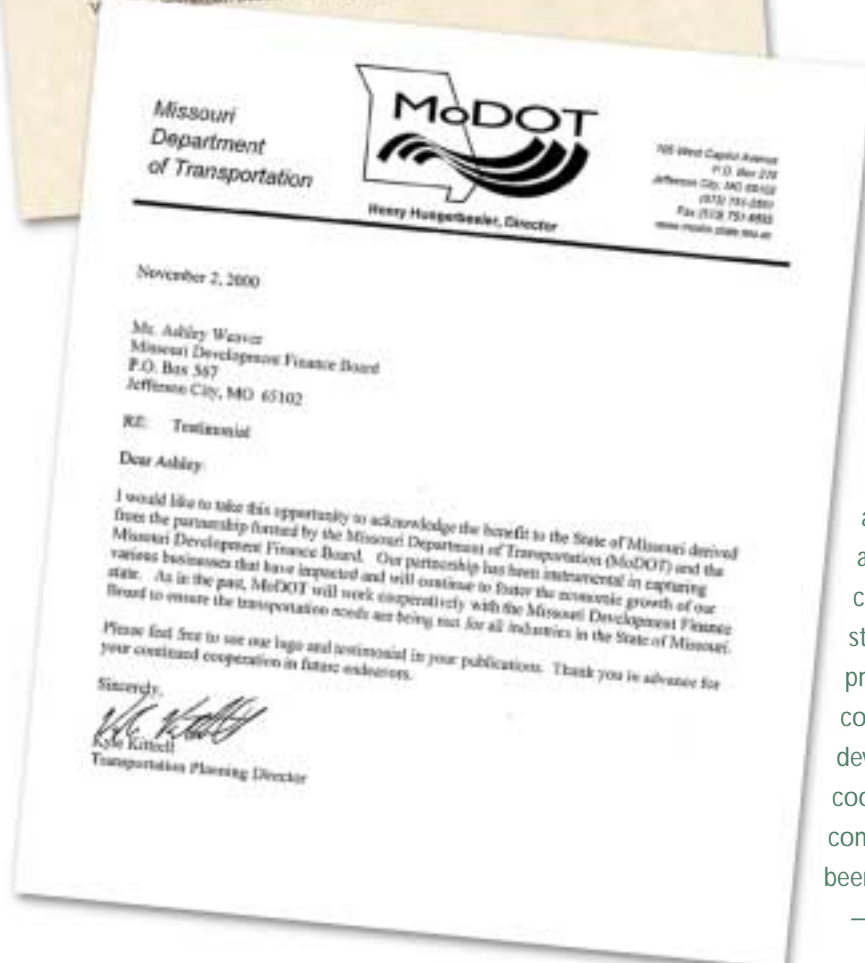 Missouri
Department
of Transportation
MoDOT
Henry Hungerbeeler, Director
105 West Capitol Avenue
P.O. Box 270
Jefferson City, MO 65102
November 2, 2000
Ms. Ashley Weaver
Missouri Development Finance Board
P.O. Box 567
Jefferson City, MO 65102
RE: Testimonial
Dear Ashley
I would like to take this opportunity to acknowledge the benefit to the State of Missouri derived
from the partnership formed by the Missouri Department of Transportation (MoDOT) and the
Missouri Development Finance Board. Our partnership has been instrumental in capturing
various businesses that have impacted and will continue to foster the economic growth of our
state. As in the past, MoDOT will work cooperatively with the Missouri Development Finance
Board to ensure the transportation needs are being met for all industries in the State of Missouri.
Please feel free to use our logo and testimonial in your publications. Thank you in advance for
your continued cooperation in future endeavors.
Sincerely,
Kyle Kittrell
Transportation Planning Director
a
a
c
st
pr
co
dev
coo
com
been
—